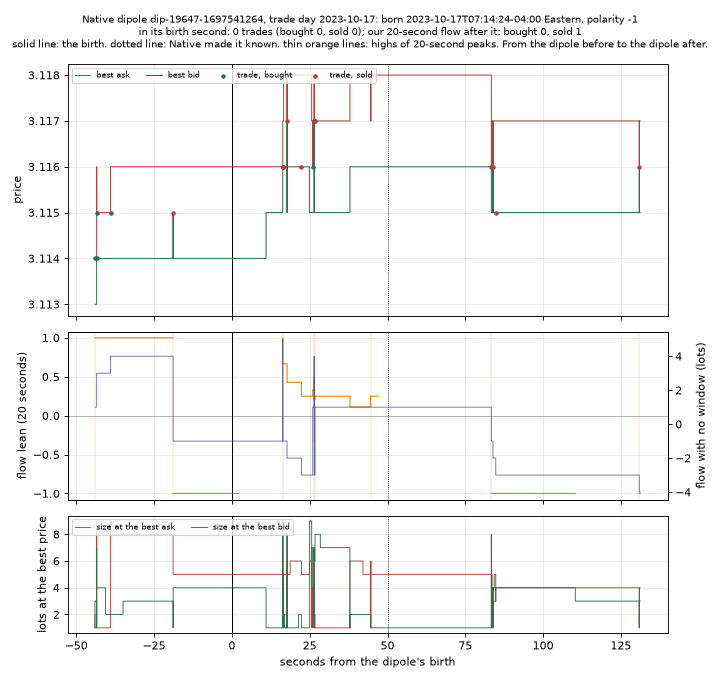 Native dipole dip-19647-1697541264, trade day 2023-10-17: born 2023-10-17T07:14:24-04:00 Eastern, polarity -1
in its birth second: 0 trades (bought 0, sold 0); our 20-second flow after it: bought 0, sold 1
solid line: the birth. dotted line: Native made it known. thin orange lines: highs of 20-second peaks. From the dipole before to the dipole after.
best ask
best bid
trade, bought
trade, sold
3.118
3.117
3.116
3.115
3.114
3.113
price
1.0
0.5
0.0
−0.5
−1.0
flow lean (20 seconds)
4
2
0
−2
−4
flow with no window (lots)
size at the best ask
size at the best bid
8
6
4
2
lots at the best price
−50
−25
0
25
50
75
100
125
seconds from the dipole's birth